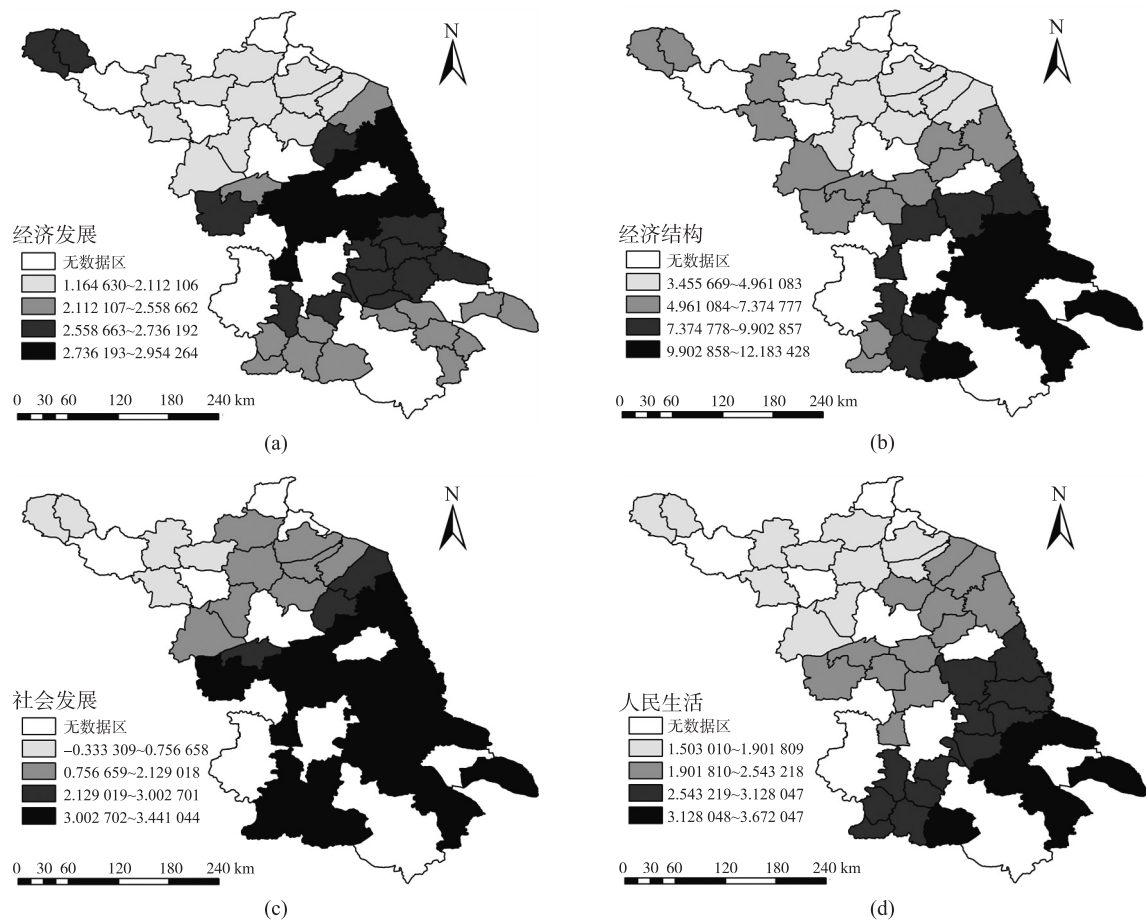 N
经济发展
无数据区
1.164 630~2.112 106
2.112 107~2.558 662
2.558 663~2.736 192
2.736 193~2.954 264
0 30 60 120 180 240 km
(a)
N
经济结构
无数据区
3.455 669~4.961 083
4.961 084~7.374 777
7.374 778~9.902 857
9.902 858~12.183 428
0 30 60 120 180 240 km
(b)
N
社会发展
无数据区
−0.333 309~0.756 658
0.756 659~2.129 018
2.129 019~3.002 701
3.002 702~3.441 044
0 30 60 120 180 240 km
(c)
N
人民生活
无数据区
1.503 010~1.901 809
1.901 810~2.543 218
2.543 219~3.128 047
3.128 048~3.672 047
0 30 60 120 180 240 km
(d)